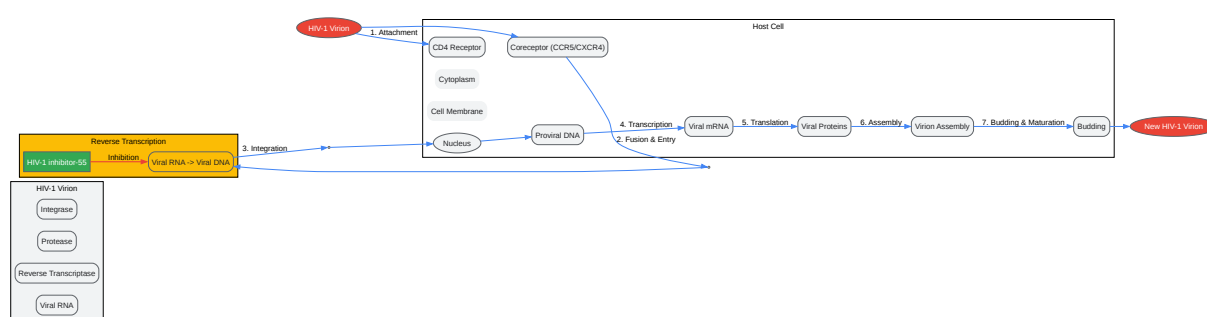 HIV-1 Virion
1. Attachment
Host Cell
CD4 Receptor
Coreceptor (CCR5/CXCR4)
Cytoplasm
Cell Membrane
Nucleus
Proviral DNA
4. Transcription
2. Fusion & Entry
Viral mRNA
5. Translation
Viral Proteins
6. Assembly
Virion Assembly
7. Budding & Maturation
Budding
New HIV-1 Virion
Reverse Transcription
HIV-1 inhibitor-55
Inhibition
Viral RNA -> Viral DNA
3. Integration
HIV-1 Virion
Integrase
Protease
Reverse Transcriptase
Viral RNA